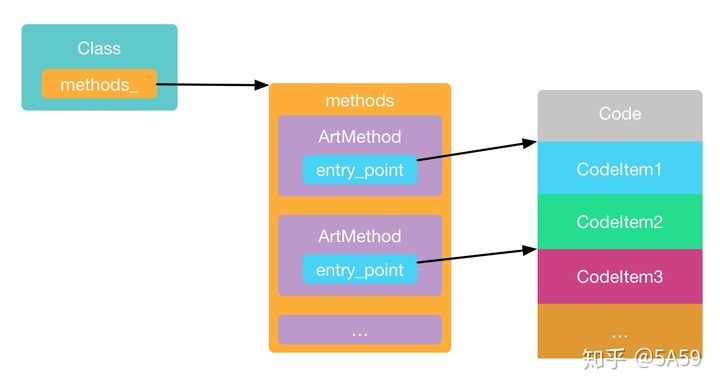 Class
methods_
methods
ArtMethod
entry_point
ArtMethod
entry_point
...
Code
CodeItem1
CodeItem2
CodeItem3
...
知乎 @5A59